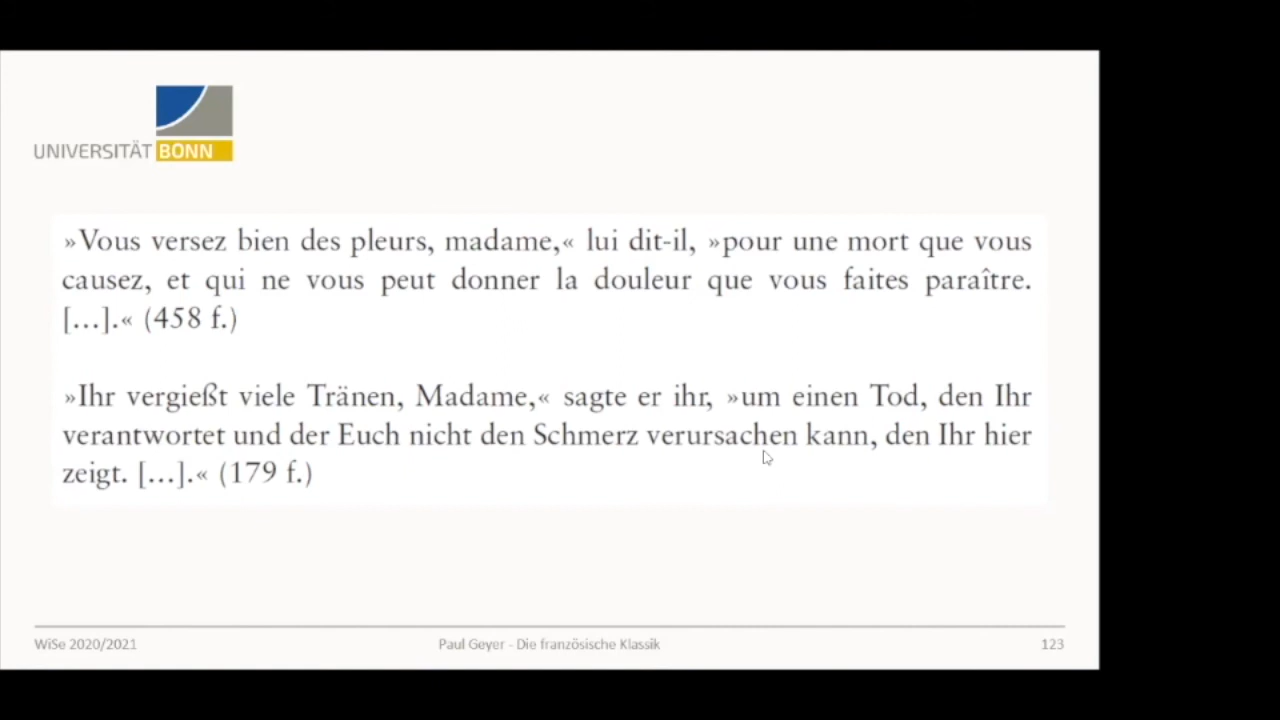 UNIVERSITÄT BONN
»Vous versez bien des pleurs, madame,« lui dit-il, »pour une mort que vous
causez, et qui ne vous peut donner la douleur que vous faites paraître.
[…].« (458 f.)
»Ihr vergießt viele Tränen, Madame,« sagte er ihr, »um einen Tod, den Ihr
verantwortet und der Euch nicht den Schmerz verursachen kann, den Ihr hier
zeigt. […].« (179 f.)
WiSe 2020/2021 Paul Geyer - Die französische Klassik 123